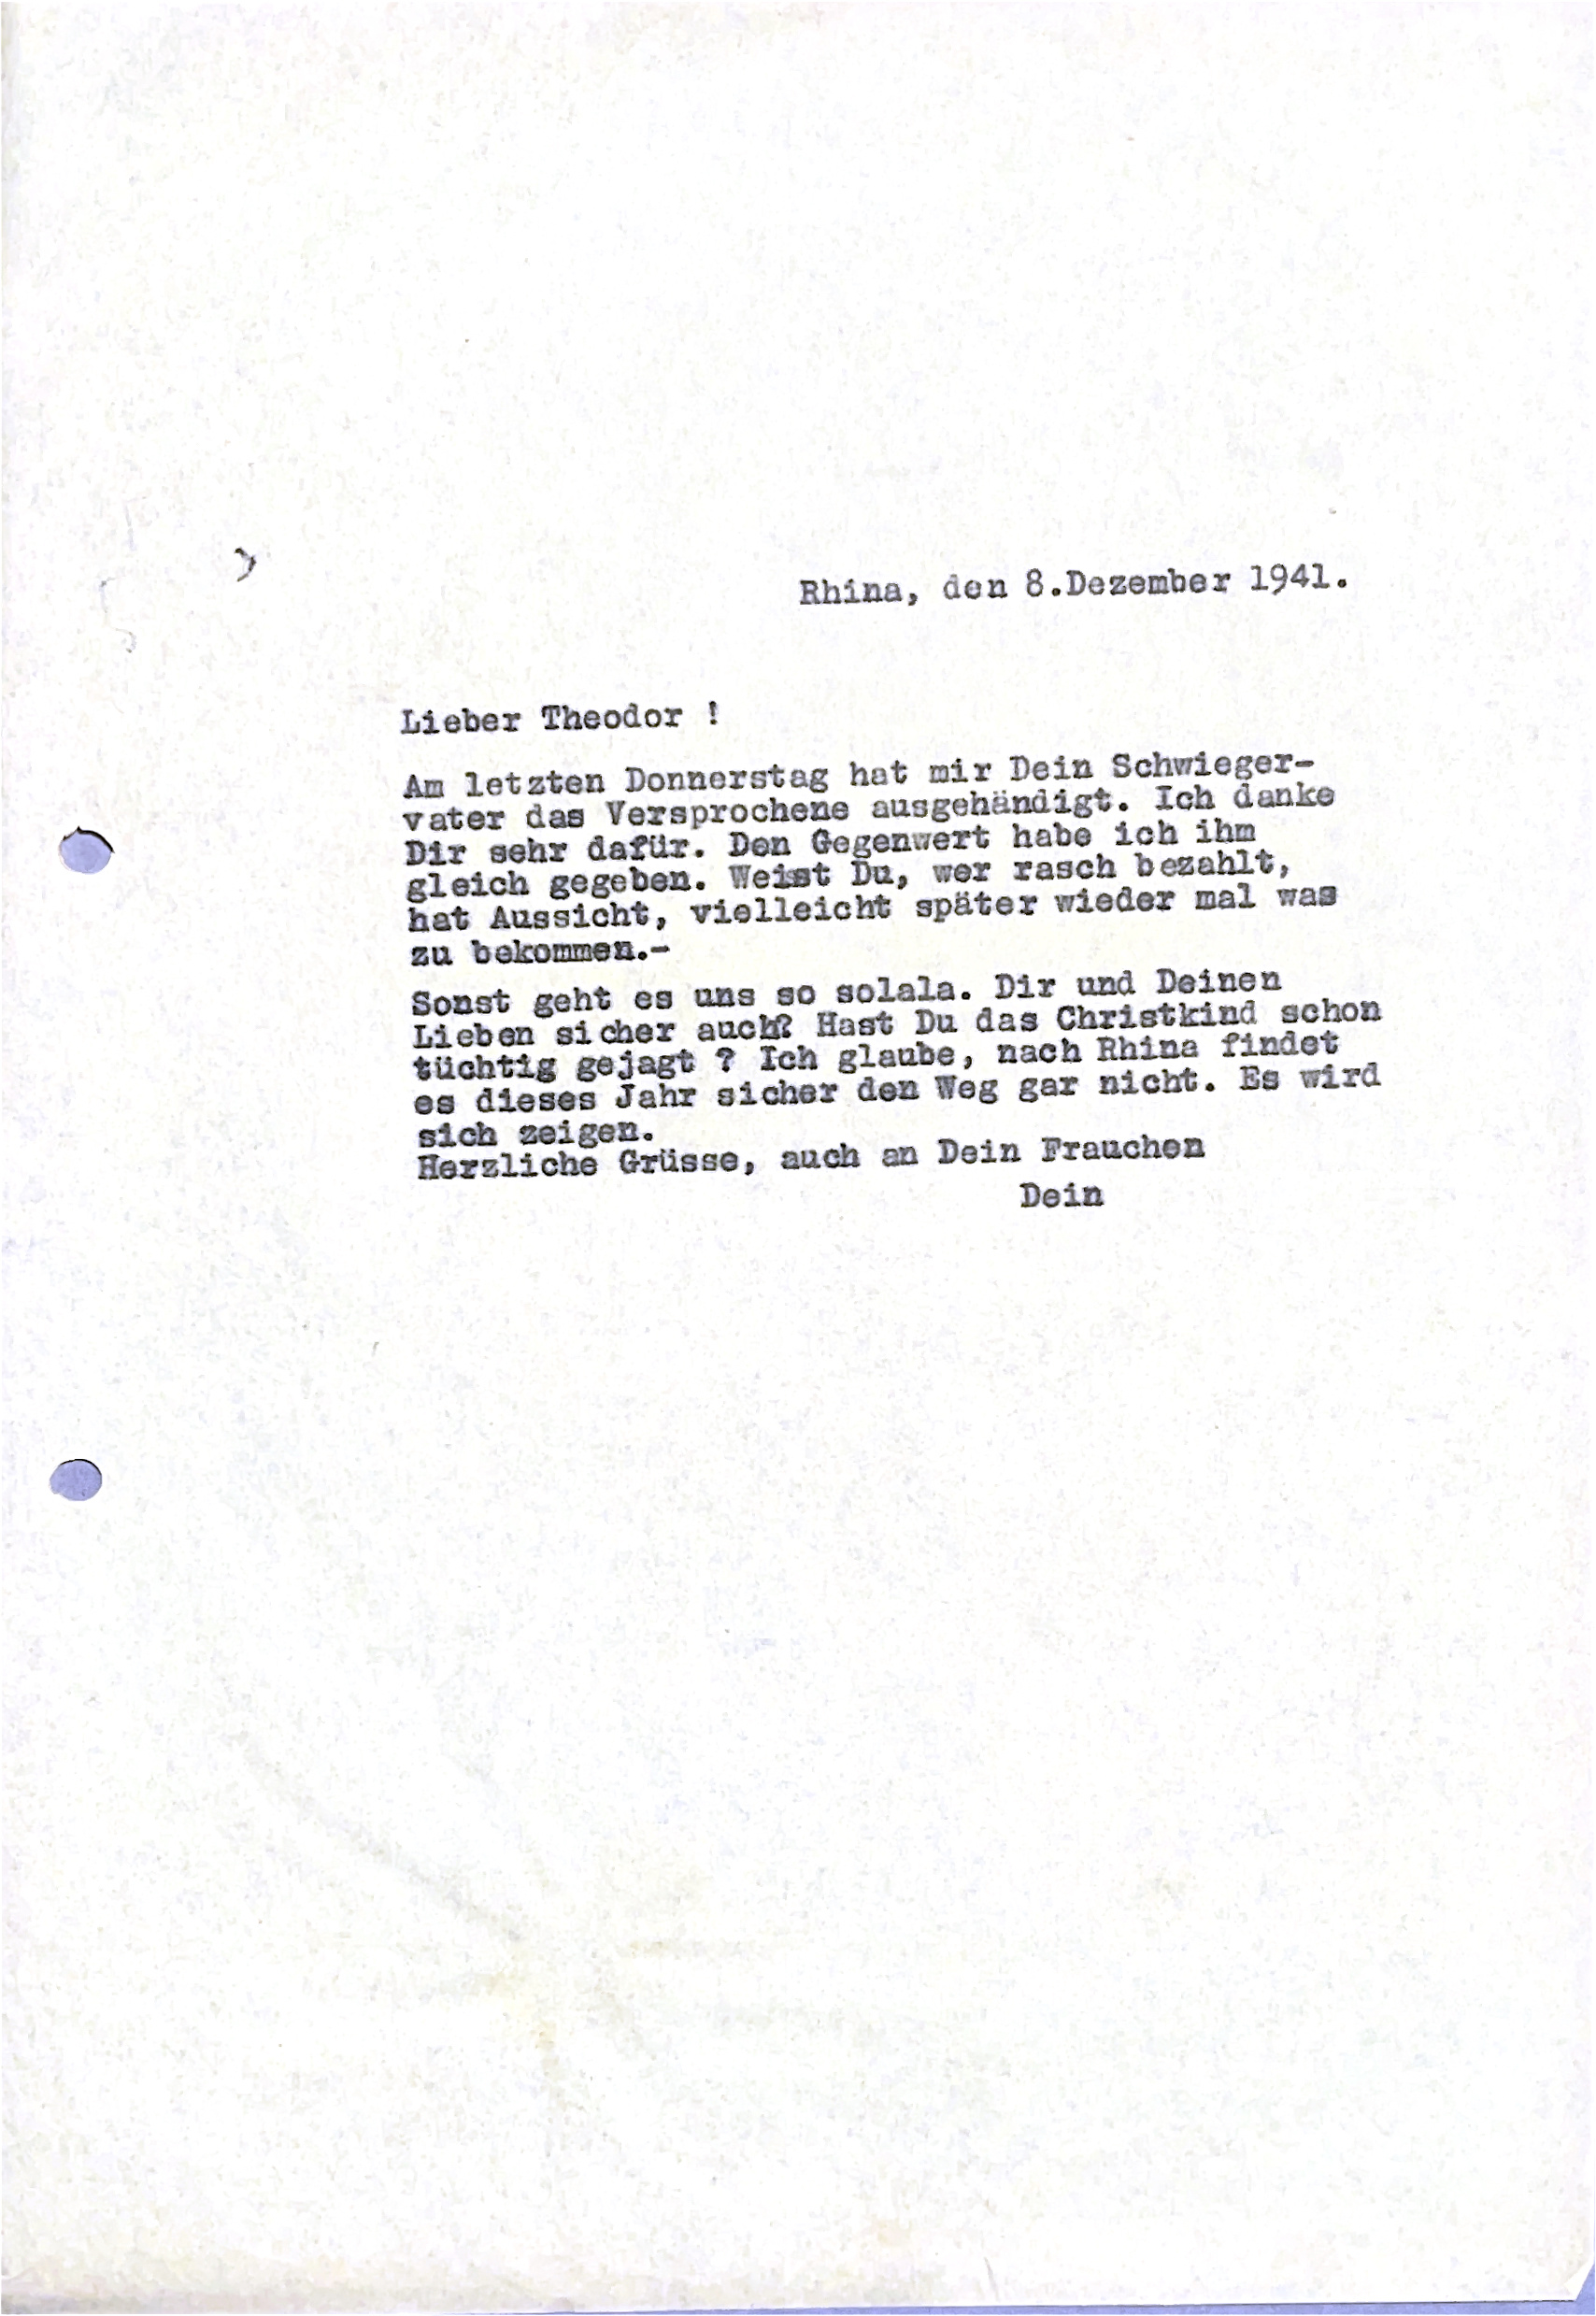 Rhina, den 8.Dezember 1941.
Lieber Theodor !
Am letzten Donnerstag hat mir Dein Schwieger-
vater das Versprochene ausgehändigt. Ich danke
Dir sehr dafür. Den Gegenwert habe ich ihm
gleich gegeben. Weist Du, wer rasch bezahlt,
hat Aussicht, vielleicht später wieder mal was
zu bekommen.-
Sonst geht es uns so solala. Dir und Deinen
Lieben sicher auch? Hast Du das Christkind schon
tüchtig gejagt ? Ich glaube, nach Rhina findet
es dieses Jahr sicher den Weg gar nicht. Es wird
sich zeigen.
Herzliche Grüsse, auch an Dein Frauchen
Dein